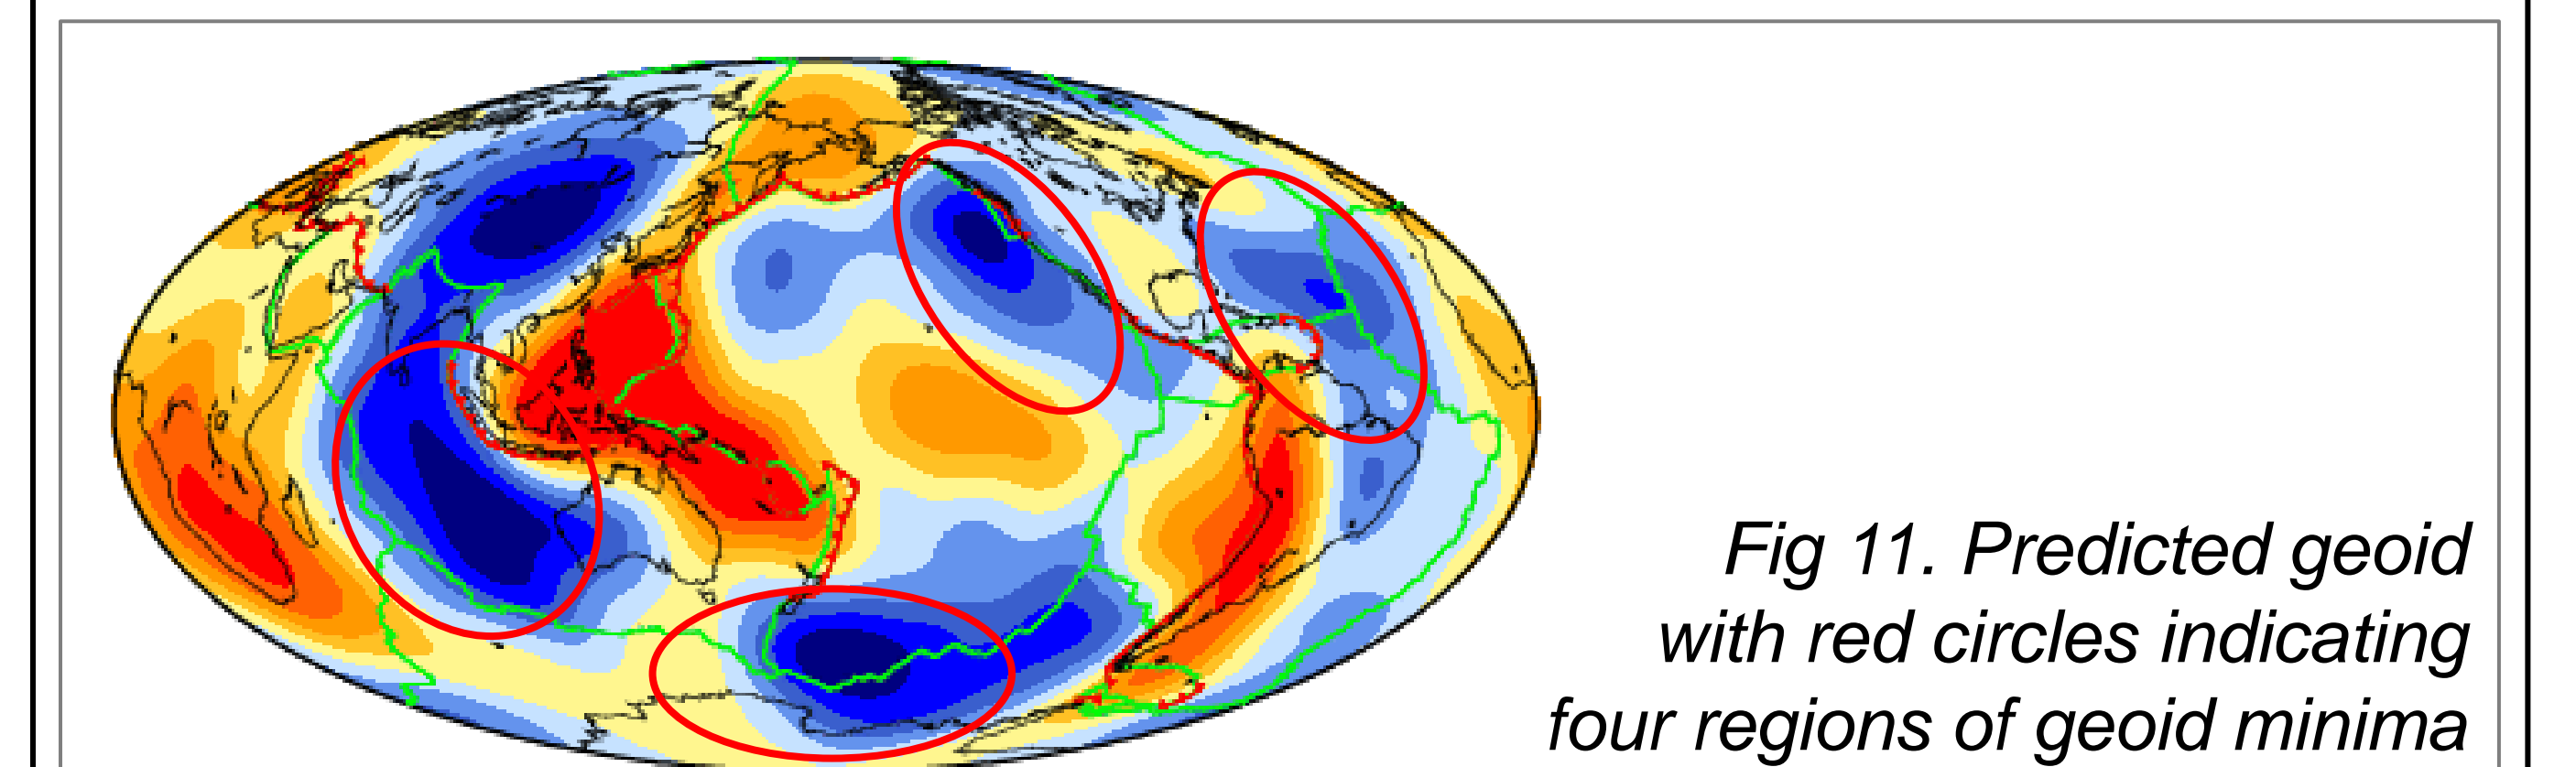 Fig 11. Predicted geoid
with red circles indicating
four regions of geoid minima